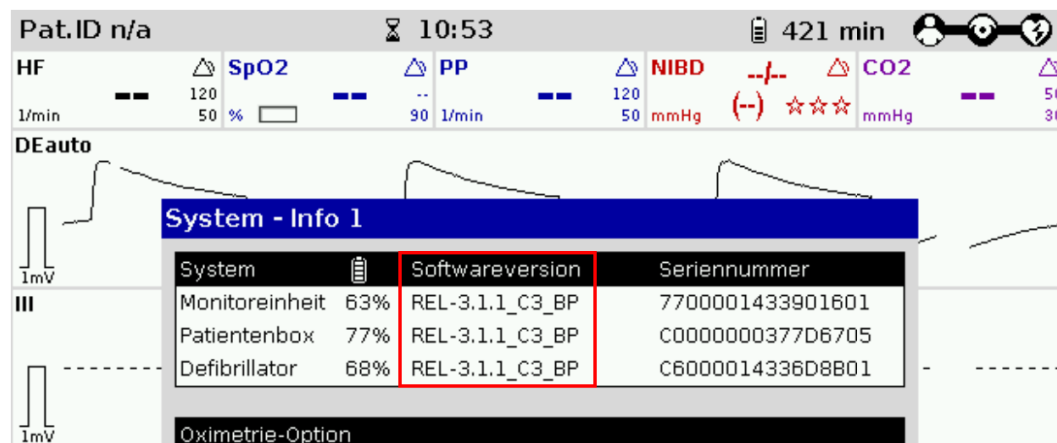 Pat.ID n/a 10:53 421 min
HF SpO2 PP NIBD --/-- CO2
-- 120 -- -- -- 120 (--) ☆☆☆ --
1/min 50 % 90 1/min 50 mmHg mmHg
DEauto
1mV
System - Info 1
System Softwareversion Seriennummer
Monitoreinheit 63% REL-3.1.1_C3_BP 7700001433901601
III
Patientenbox 77% REL-3.1.1_C3_BP C0000000377D6705
Defibrillator 68% REL-3.1.1_C3_BP C6000014336D8B01
1mV
Oximetrie-Option